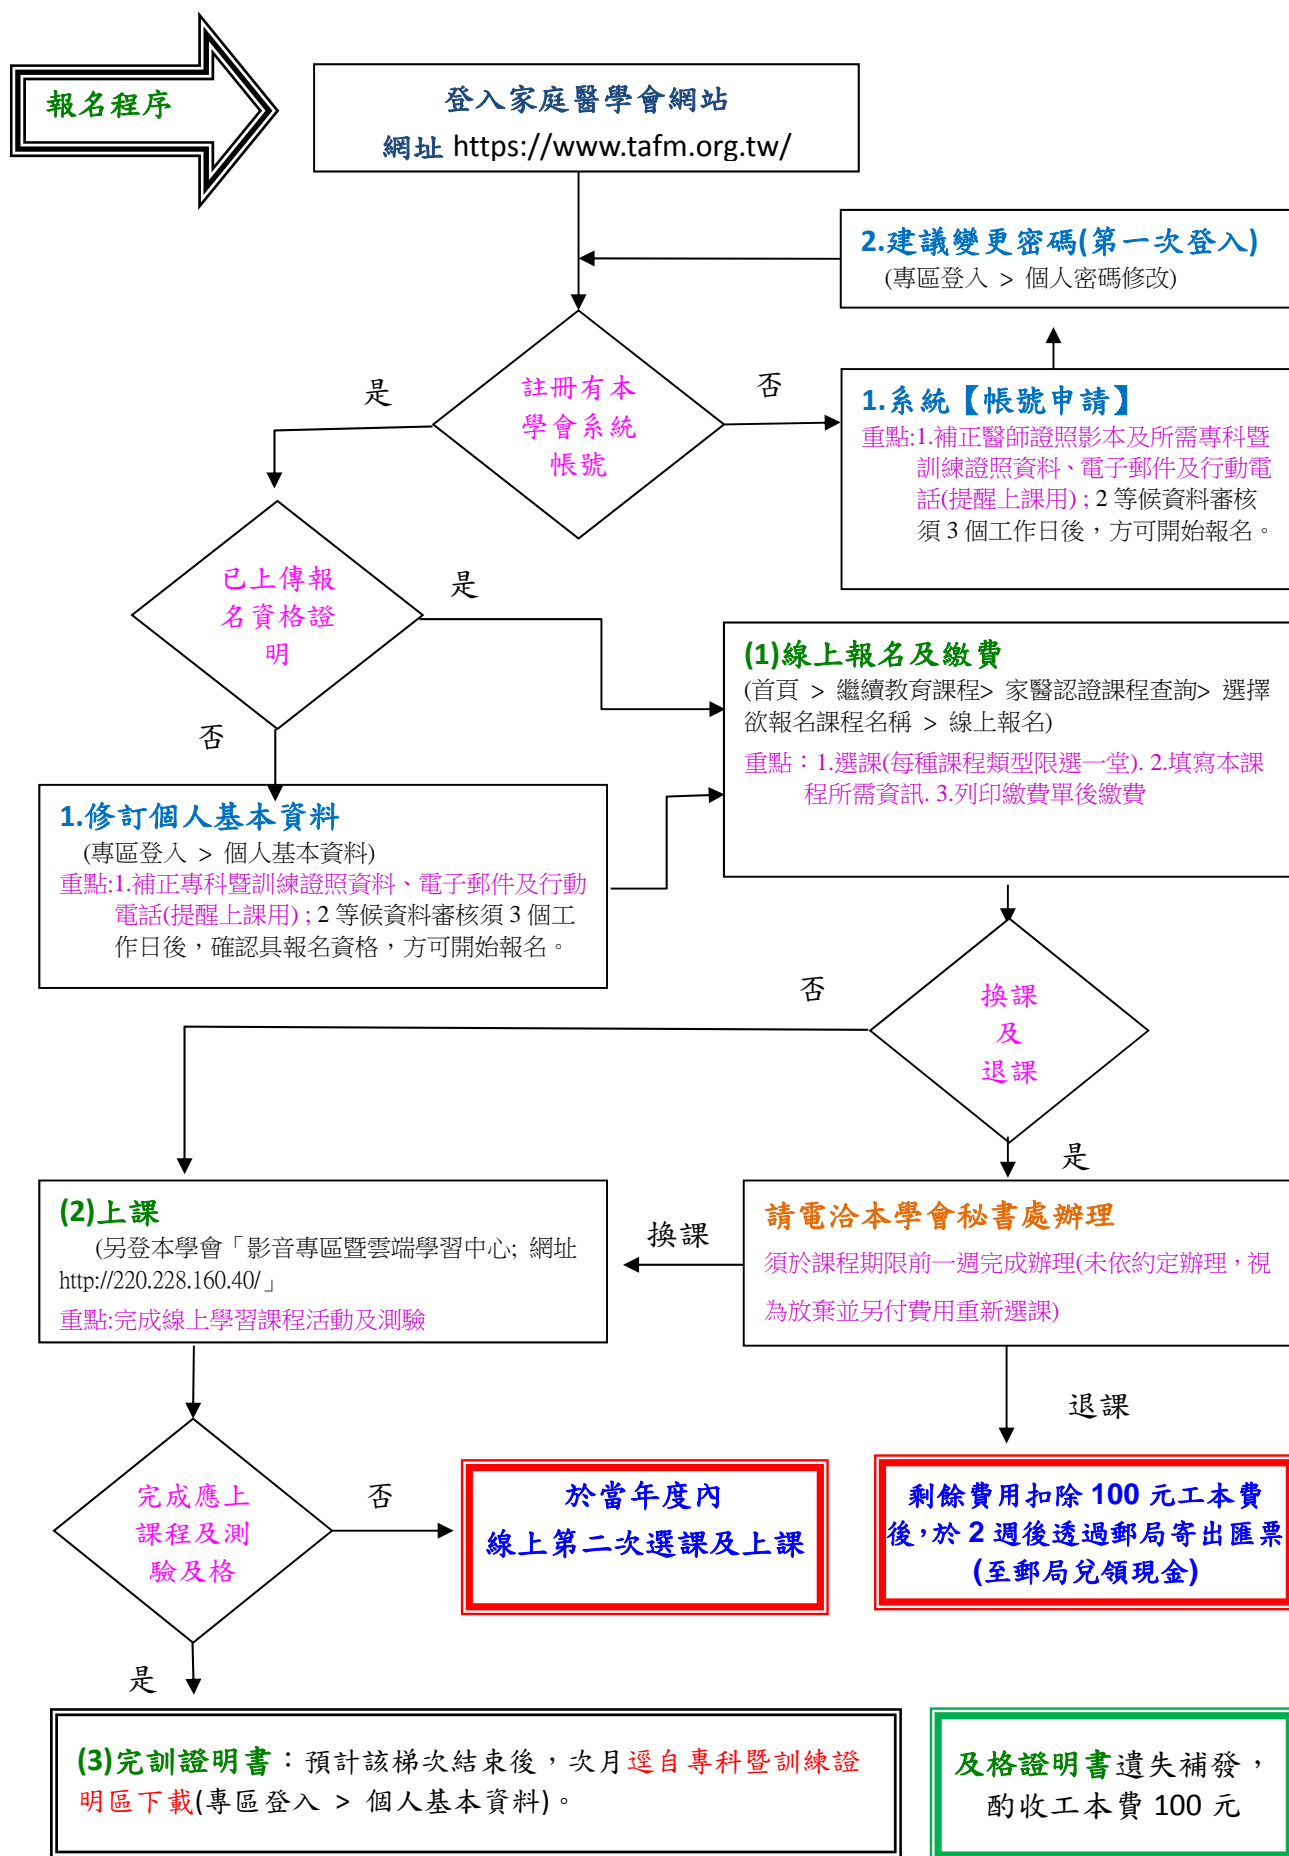 報名程序
登入家庭醫學會網站
網址 https://www.tafm.org.tw/
2.建議變更密碼(第一次登入)
(專區登入 > 個人密碼修改)
是
註冊有本
學會系統
帳號
否
1.系統【帳號申請】
重點:1.補正醫師證照影本及所需專科暨
訓練證照資料、電子郵件及行動電
話(提醒上課用) ; 2 等候資料審核
須 3 個工作日後，方可開始報名。
已上傳報
名資格證
明
是
否
(1)線上報名及繳費
(首頁 > 繼續教育課程> 家醫認證課程查詢> 選擇
欲報名課程名稱 > 線上報名)
重點：1.選課(每種課程類型限選一堂). 2.填寫本課
程所需資訊. 3.列印繳費單後繳費
1.修訂個人基本資料
(專區登入 > 個人基本資料)
重點:1.補正專科暨訓練證照資料、電子郵件及行動
電話(提醒上課用) ; 2 等候資料審核須 3 個工
作日後，確認具報名資格，方可開始報名。
否
換課
及
退課
是
(2)上課
(另登本學會「影音專區暨雲端學習中心; 網址
http://220.228.160.40/」
重點:完成線上學習課程活動及測驗
換課
請電洽本學會秘書處辦理
須於課程期限前一週完成辦理(未依約定辦理，視
為放棄並另付費用重新選課)
退課
完成應上
課程及測
驗及格
否
於當年度內
線上第二次選課及上課
剩餘費用扣除 100 元工本費
後，於 2 週後透過郵局寄出匯票
(至郵局兌領現金)
是
(3)完訓證明書：預計該梯次結束後，次月逕自專科暨訓練證
明區下載(專區登入 > 個人基本資料)。
及格證明書遺失補發，
酌收工本費 100 元